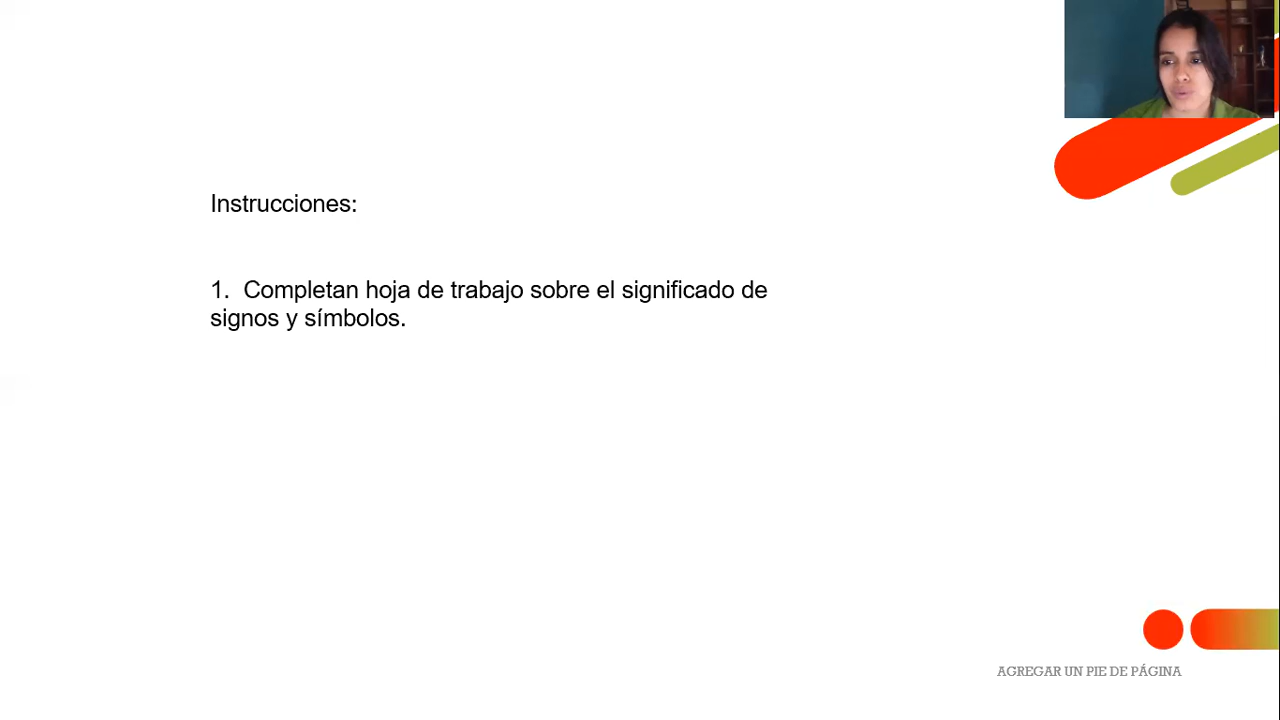 Instrucciones:
1. Completan hoja de trabajo sobre el significado de
signos y símbolos.
AGREGAR UN PIE DE PÁGINA